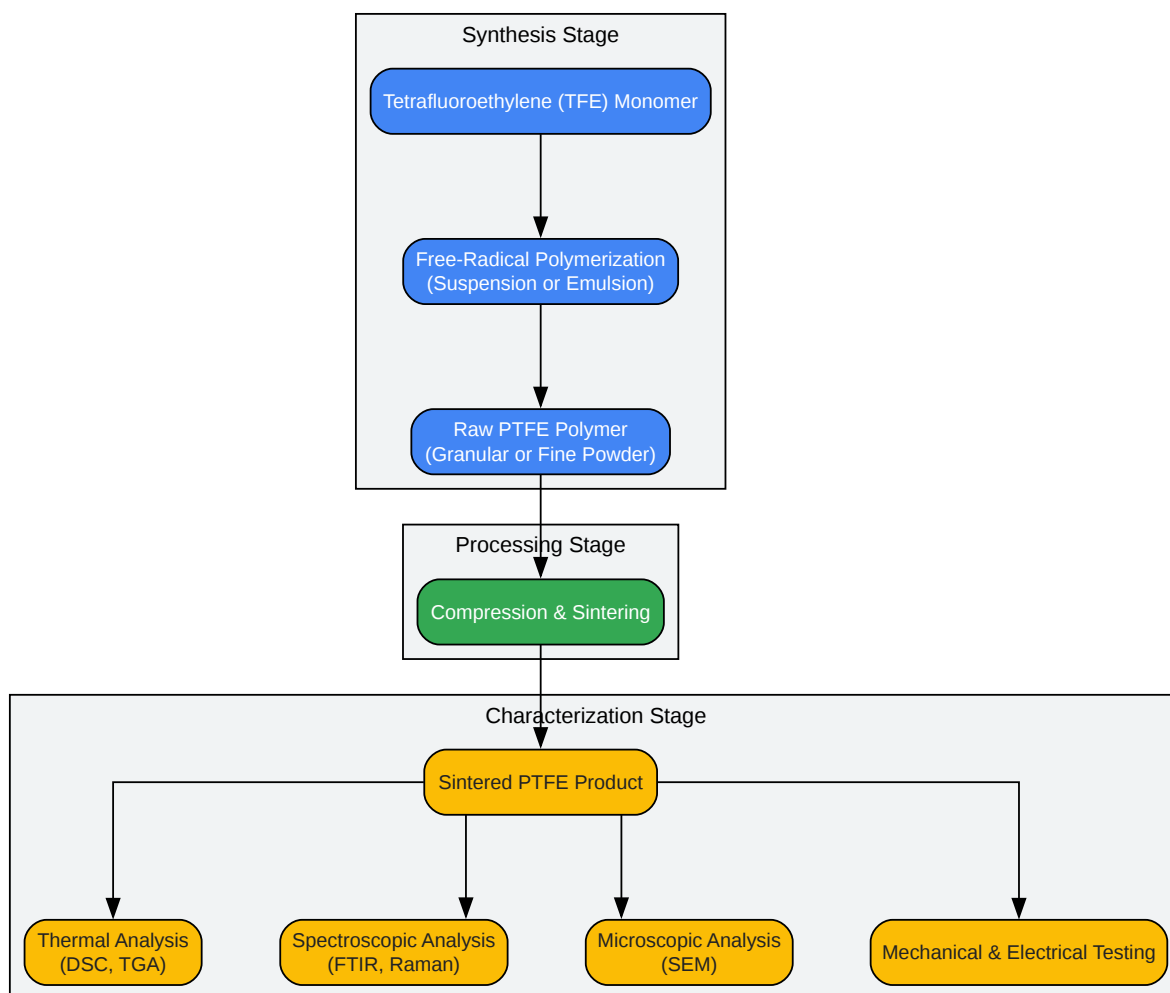 Synthesis Stage
Tetrafluoroethylene (TFE) Monomer
Free-Radical Polymerization
(Suspension or Emulsion)
Raw PTFE Polymer
(Granular or Fine Powder)
Processing Stage
Compression & Sintering
Characterization Stage
Sintered PTFE Product
Thermal Analysis
(DSC, TGA)
Spectroscopic Analysis
(FTIR, Raman)
Microscopic Analysis
(SEM)
Mechanical & Electrical Testing